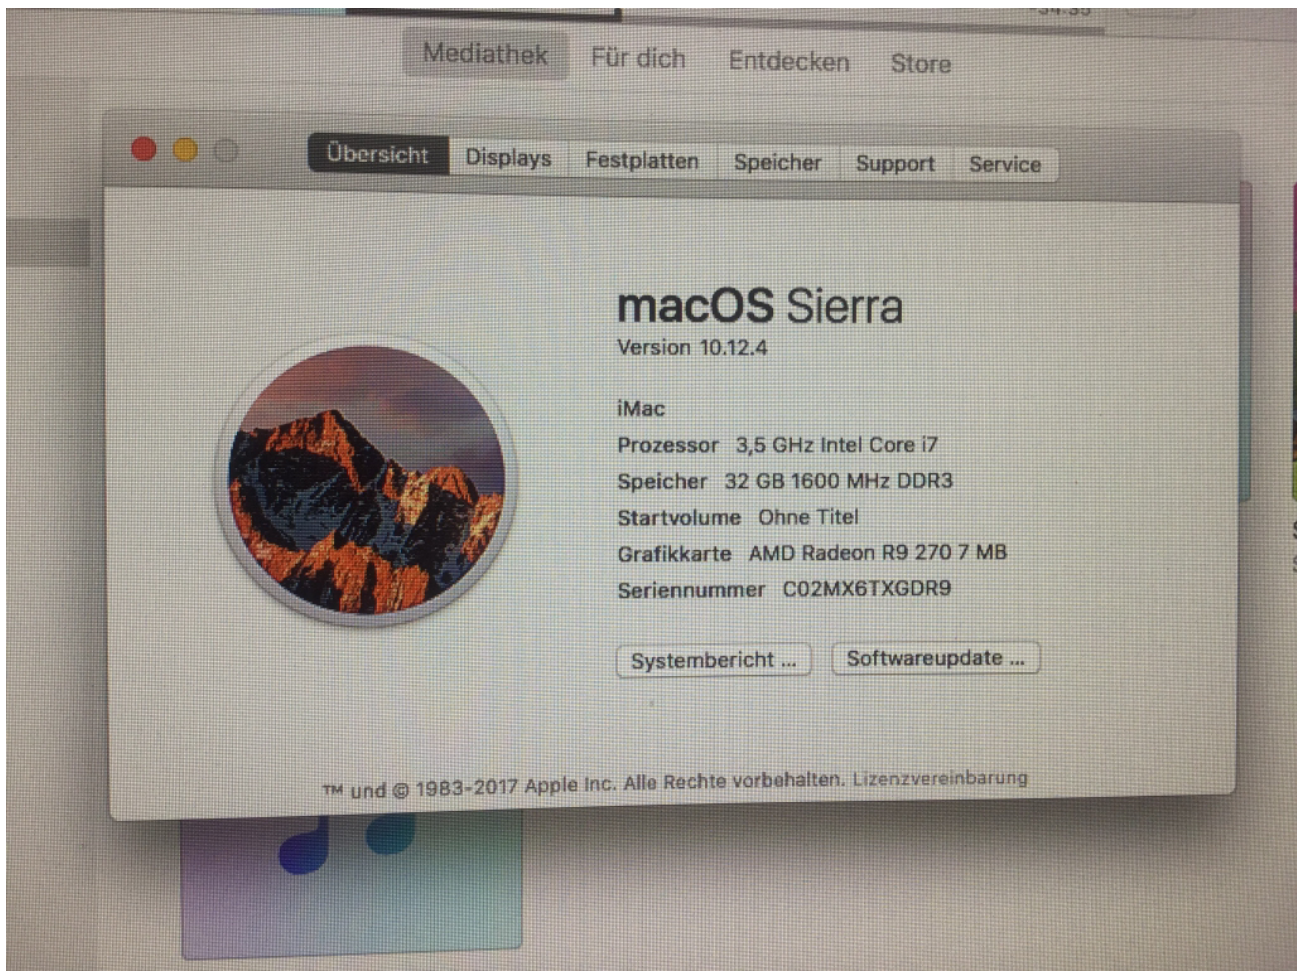 Mediathek Für dich Entdecken Store
Übersicht Displays Festplatten Speicher Support Service
macOS Sierra
Version 10.12.4
iMac
Prozessor 3,5 GHz Intel Core i7
Speicher 32 GB 1600 MHz DDR3
Startvolume Ohne Titel
Grafikkarte AMD Radeon R9 270 7 MB
Seriennummer C02MX6TXGDR9
Systembericht ... Softwareupdate ...
™ und © 1983-2017 Apple Inc. Alle Rechte vorbehalten. Lizenzvereinbarung